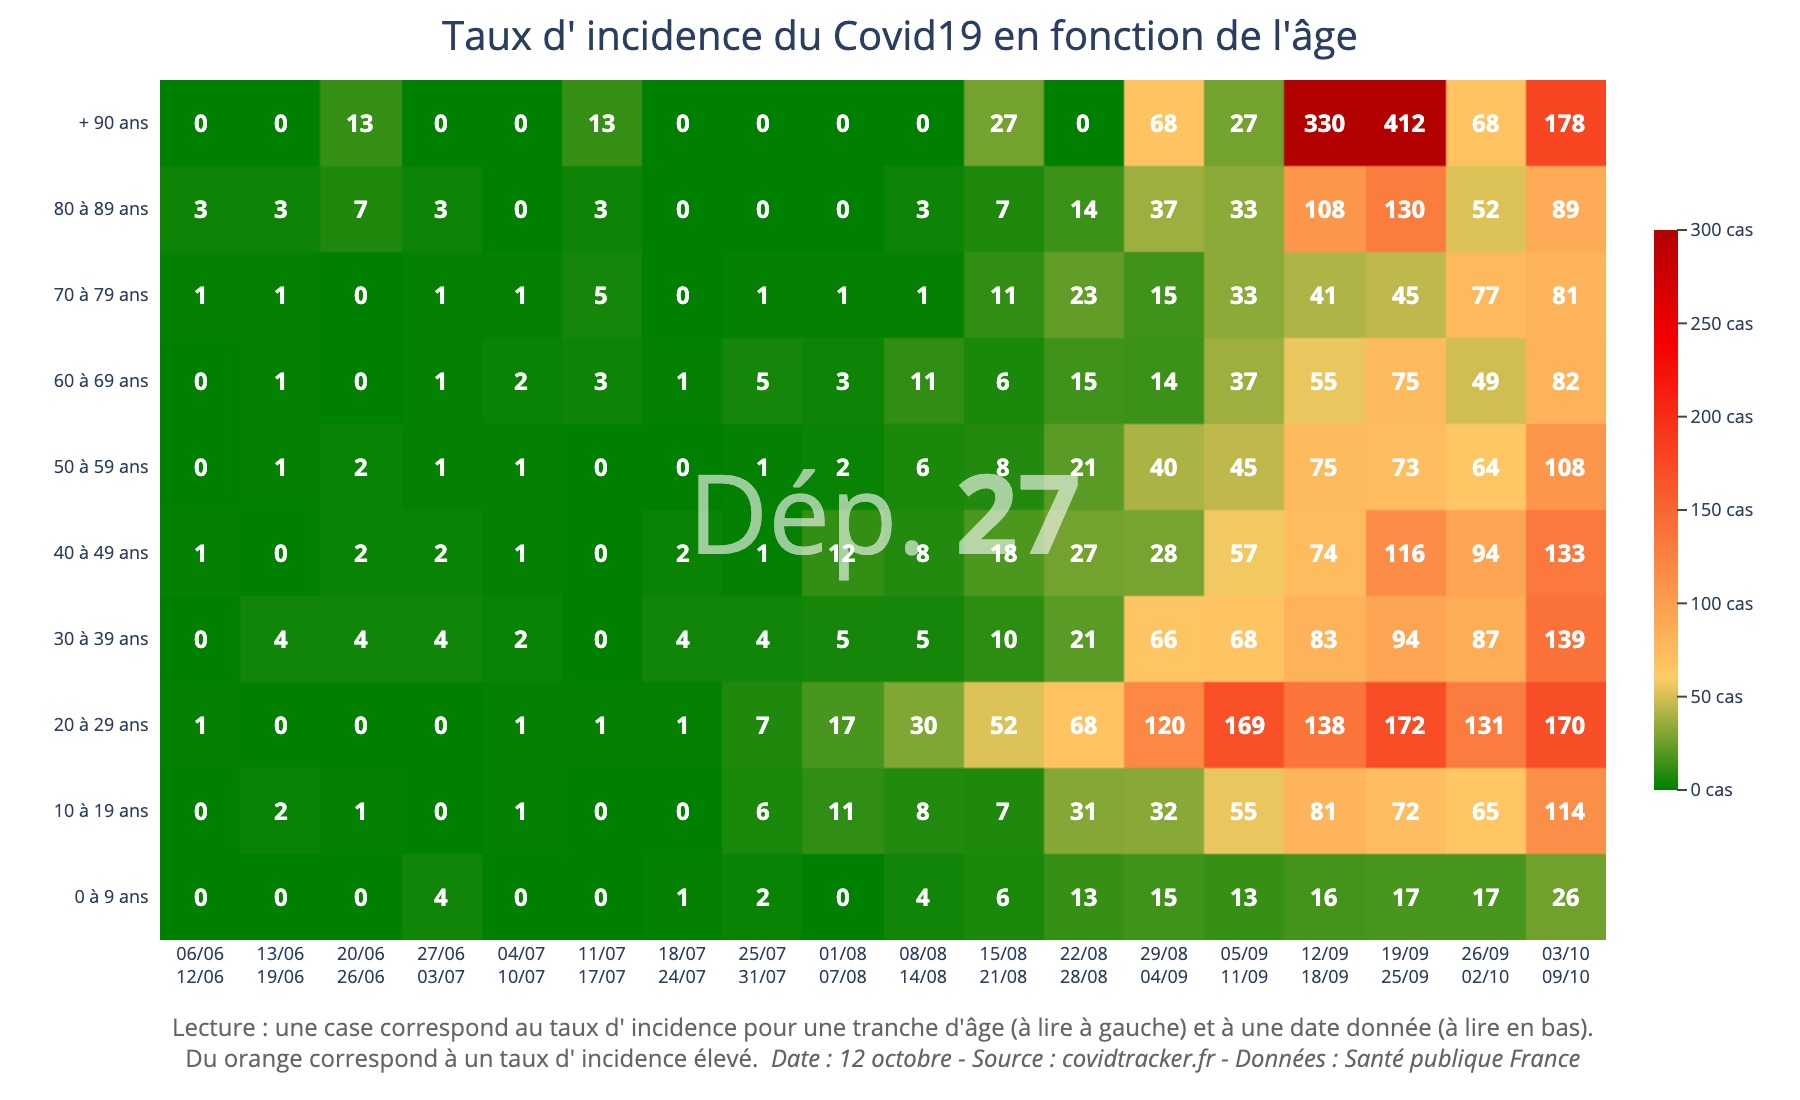 Taux d' incidence du Covid19 en fonction de l'âge
+ 90 ans 0 0 13 0 0 13 0 0 0 0 27 0 68 27 330 412 68 178
80 à 89 ans 3 3 7 3 0 3 0 0 0 3 7 14 37 33 108 130 52 89
70 à 79 ans 1 1 0 1 1 5 0 1 1 1 11 23 15 33 41 45 77 81
60 à 69 ans 0 1 0 1 2 3 1 5 3 11 6 15 14 37 55 75 49 82
50 à 59 ans 0 1 2 1 1 0 0 1 2 6 8 21 40 45 75 73 64 108
Dép. 27
40 à 49 ans 1 0 2 2 1 0 2 1 12 8 18 27 28 57 74 116 94 133
30 à 39 ans 0 4 4 4 2 0 4 4 5 5 10 21 66 68 83 94 87 139
20 à 29 ans 1 0 0 0 1 1 1 7 17 30 52 68 120 169 138 172 131 170
10 à 19 ans 0 2 1 0 1 0 0 6 11 8 7 31 32 55 81 72 65 114
0 à 9 ans 0 0 0 4 0 0 1 2 0 4 6 13 15 13 16 17 17 26
06/06 13/06 20/06 27/06 04/07 11/07 18/07 25/07 01/08 08/08 15/08 22/08 29/08 05/09 12/09 19/09 26/09 03/10
12/06 19/06 26/06 03/07 10/07 17/07 24/07 31/07 07/08 14/08 21/08 28/08 04/09 11/09 18/09 25/09 02/10 09/10
300 cas
250 cas
200 cas
150 cas
100 cas
50 cas
0 cas
Lecture : une case correspond au taux d' incidence pour une tranche d'âge (à lire à gauche) et à une date donnée (à lire en bas).
Du orange correspond à un taux d' incidence élevé. Date : 12 octobre - Source : covidtracker.fr - Données : Santé publique France